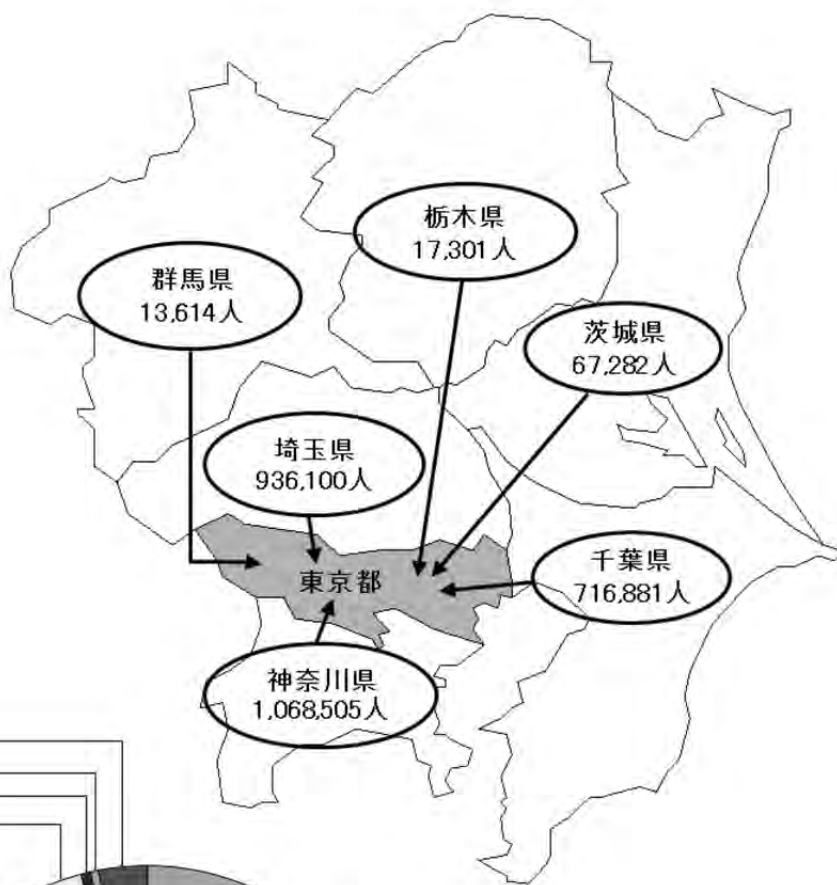 栃木県
17,301人
群馬県
13,614人
茨城県
67,282人
埼玉県
936,100人
千葉県
716,881人
東京都
神奈川県
1,068,505人